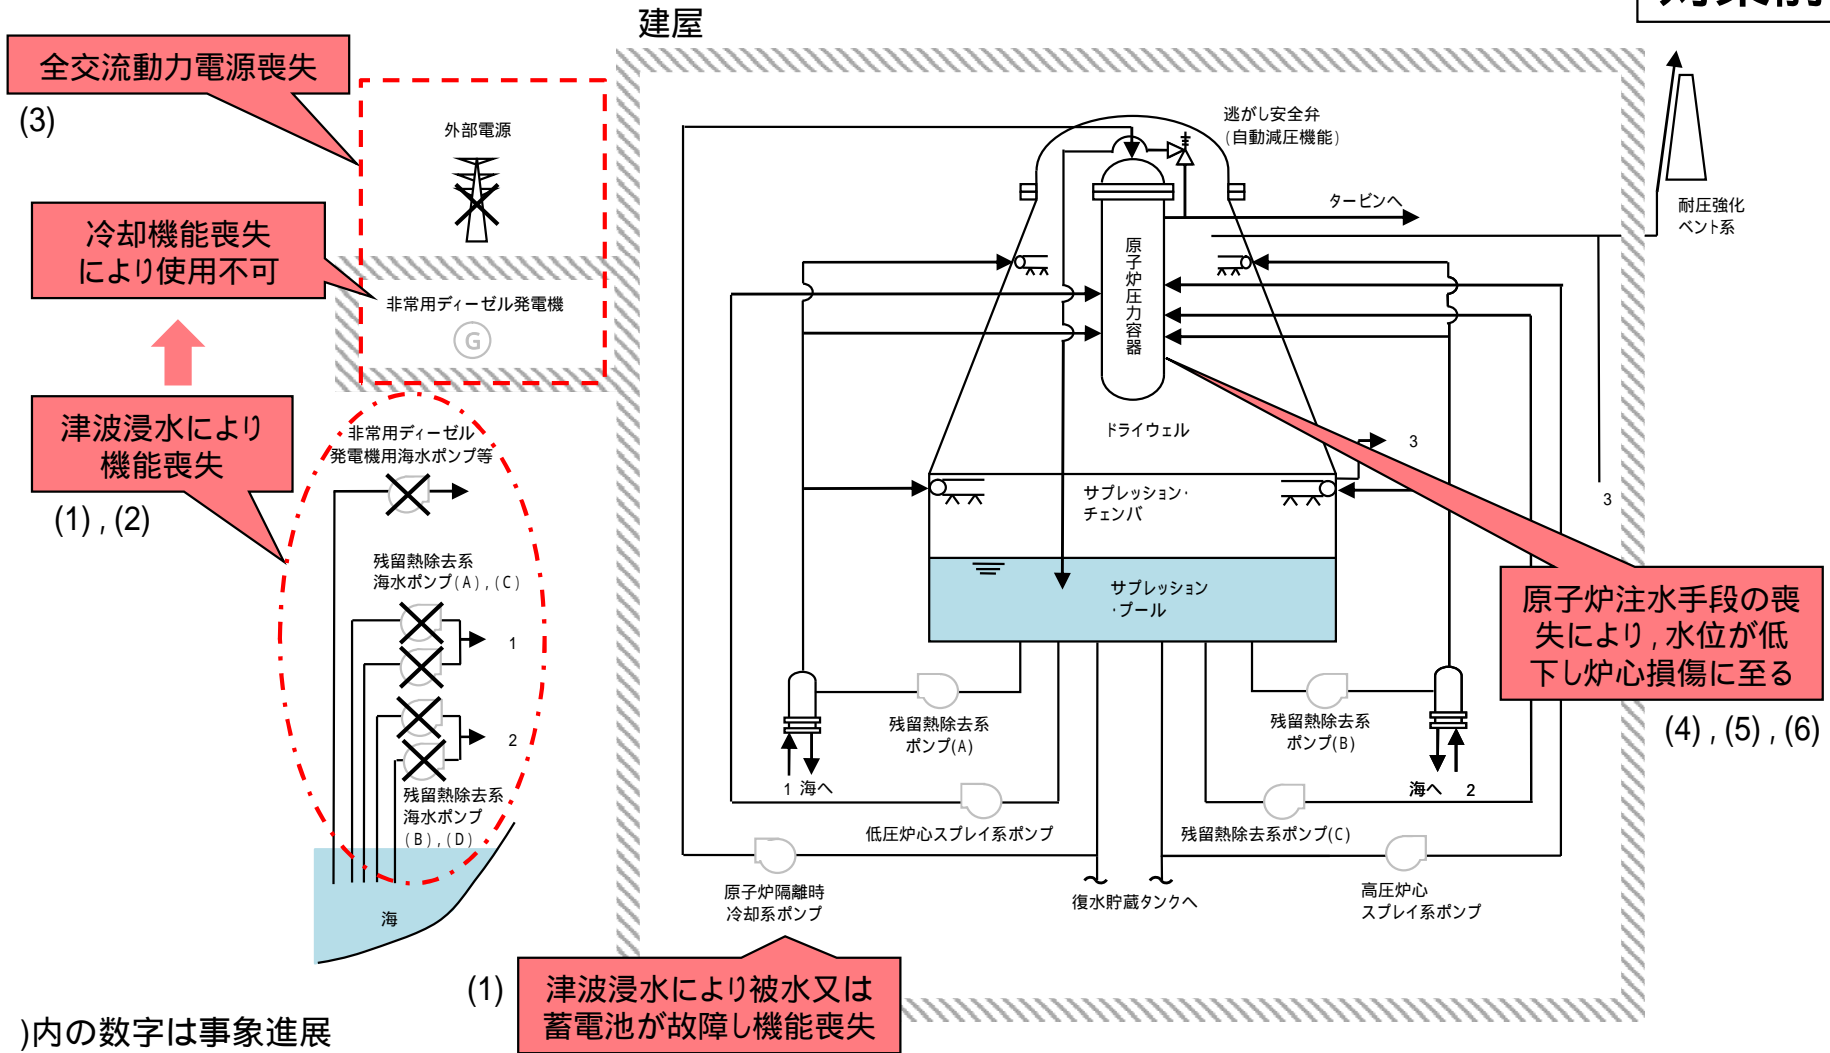 建屋
全交流動力電源喪失
(3)
外部電源
冷却機能喪失
により使用不可
非常用ディーゼル発電機
G
津波浸水により
機能喪失
(1) , (2)
非常用ディーゼル
発電機用海水ポンプ等
残留熱除去系
海水ポンプ(A) , (C)
1
2
残留熱除去系
海水ポンプ
(B) , (D)
海
逃がし安全弁
(自動減圧機能)
タービンへ
耐圧強化
ベント系
原子炉圧力容器
ドライウェル
3
3
サプレッション・
チェンバ
サプレッション
・プール
原子炉注水手段の喪
失により, 水位が低
下し炉心損傷に至る
(4) , (5) , (6)
残留熱除去系
ポンプ(A)
残留熱除去系
ポンプ(B)
1 海へ
海へ 2
低圧炉心スプレイ系ポンプ
残留熱除去系ポンプ(C)
原子炉隔離時
冷却系ポンプ
復水貯蔵タンクへ
高圧炉心
スプレイ系ポンプ
(1)
津波浸水により被水又は
蓄電池が故障し機能喪失
)内の数字は事象進展